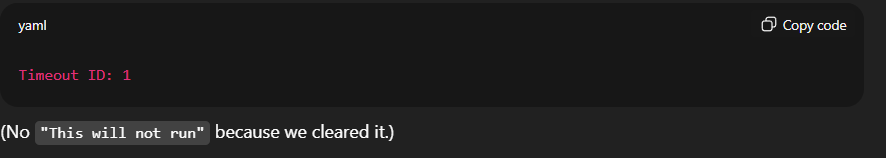 yaml
Copy code
Timeout ID: 1
(No "This will not run" because we cleared it.)